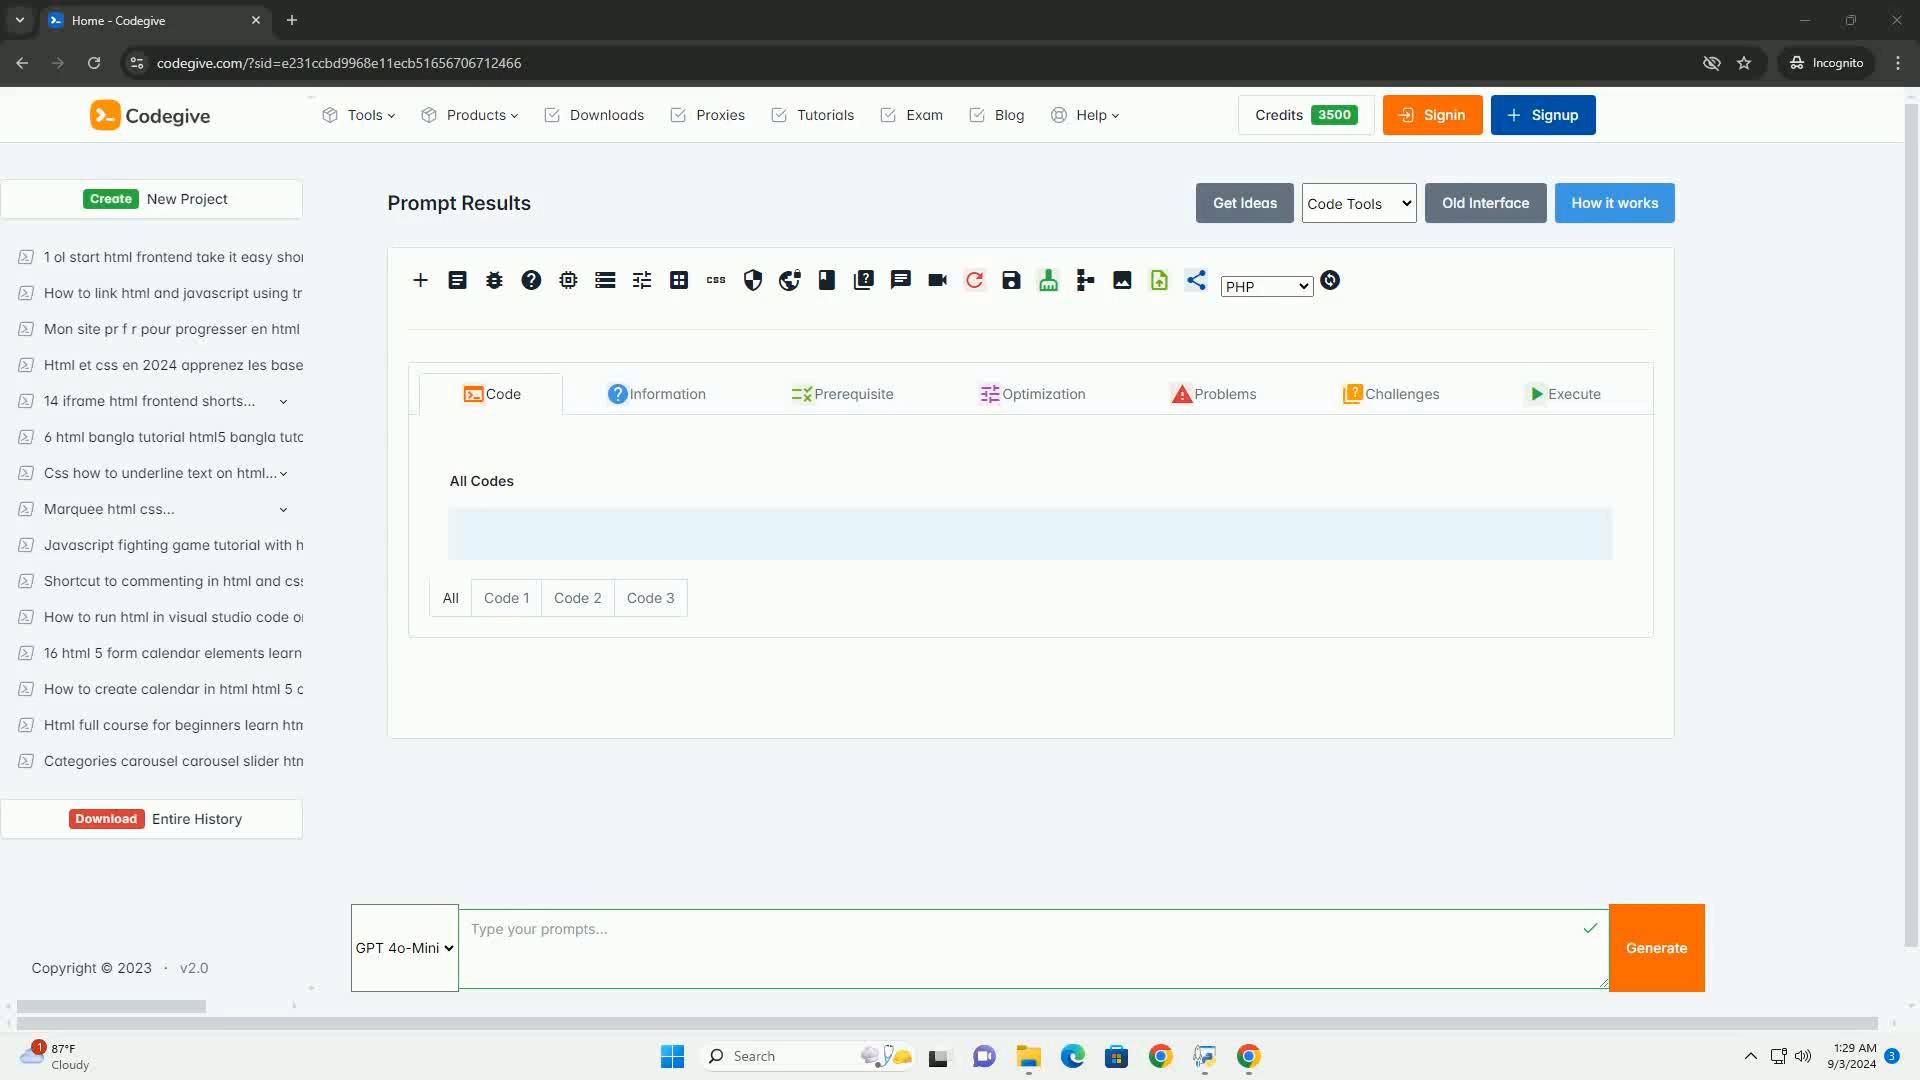 Home - Codegive
codegive.com/?sid=e231ccbd9968e11ecb51656706712466
Incognito
Codegive
Tools
Products
Downloads
Proxies
Tutorials
Exam
Blog
Help
Credits 3500
Signin
Signup
Create New Project
1 ol start html frontend take it easy shor
How to link html and javascript using tr
Mon site pr f r pour progresser en html
Html et css en 2024 apprenez les base
14 iframe html frontend shorts...
6 html bangla tutorial html5 bangla tuto
Css how to underline text on html...
Marquee html css...
Javascript fighting game tutorial with h
Shortcut to commenting in html and css
How to run html in visual studio code o
16 html 5 form calendar elements learn
How to create calendar in html html 5 c
Html full course for beginners learn htm
Categories carousel carousel slider htm
Download Entire History
Copyright © 2023 · v2.0
Prompt Results
Get Ideas
Code Tools
Old Interface
How it works
css
PHP
Code
Information
Prerequisite
Optimization
Problems
Challenges
Execute
All Codes
All
Code 1
Code 2
Code 3
GPT 4o-Mini
Type your prompts...
Generate
1
87°F
Cloudy
Search
1:29 AM
9/3/2024
3